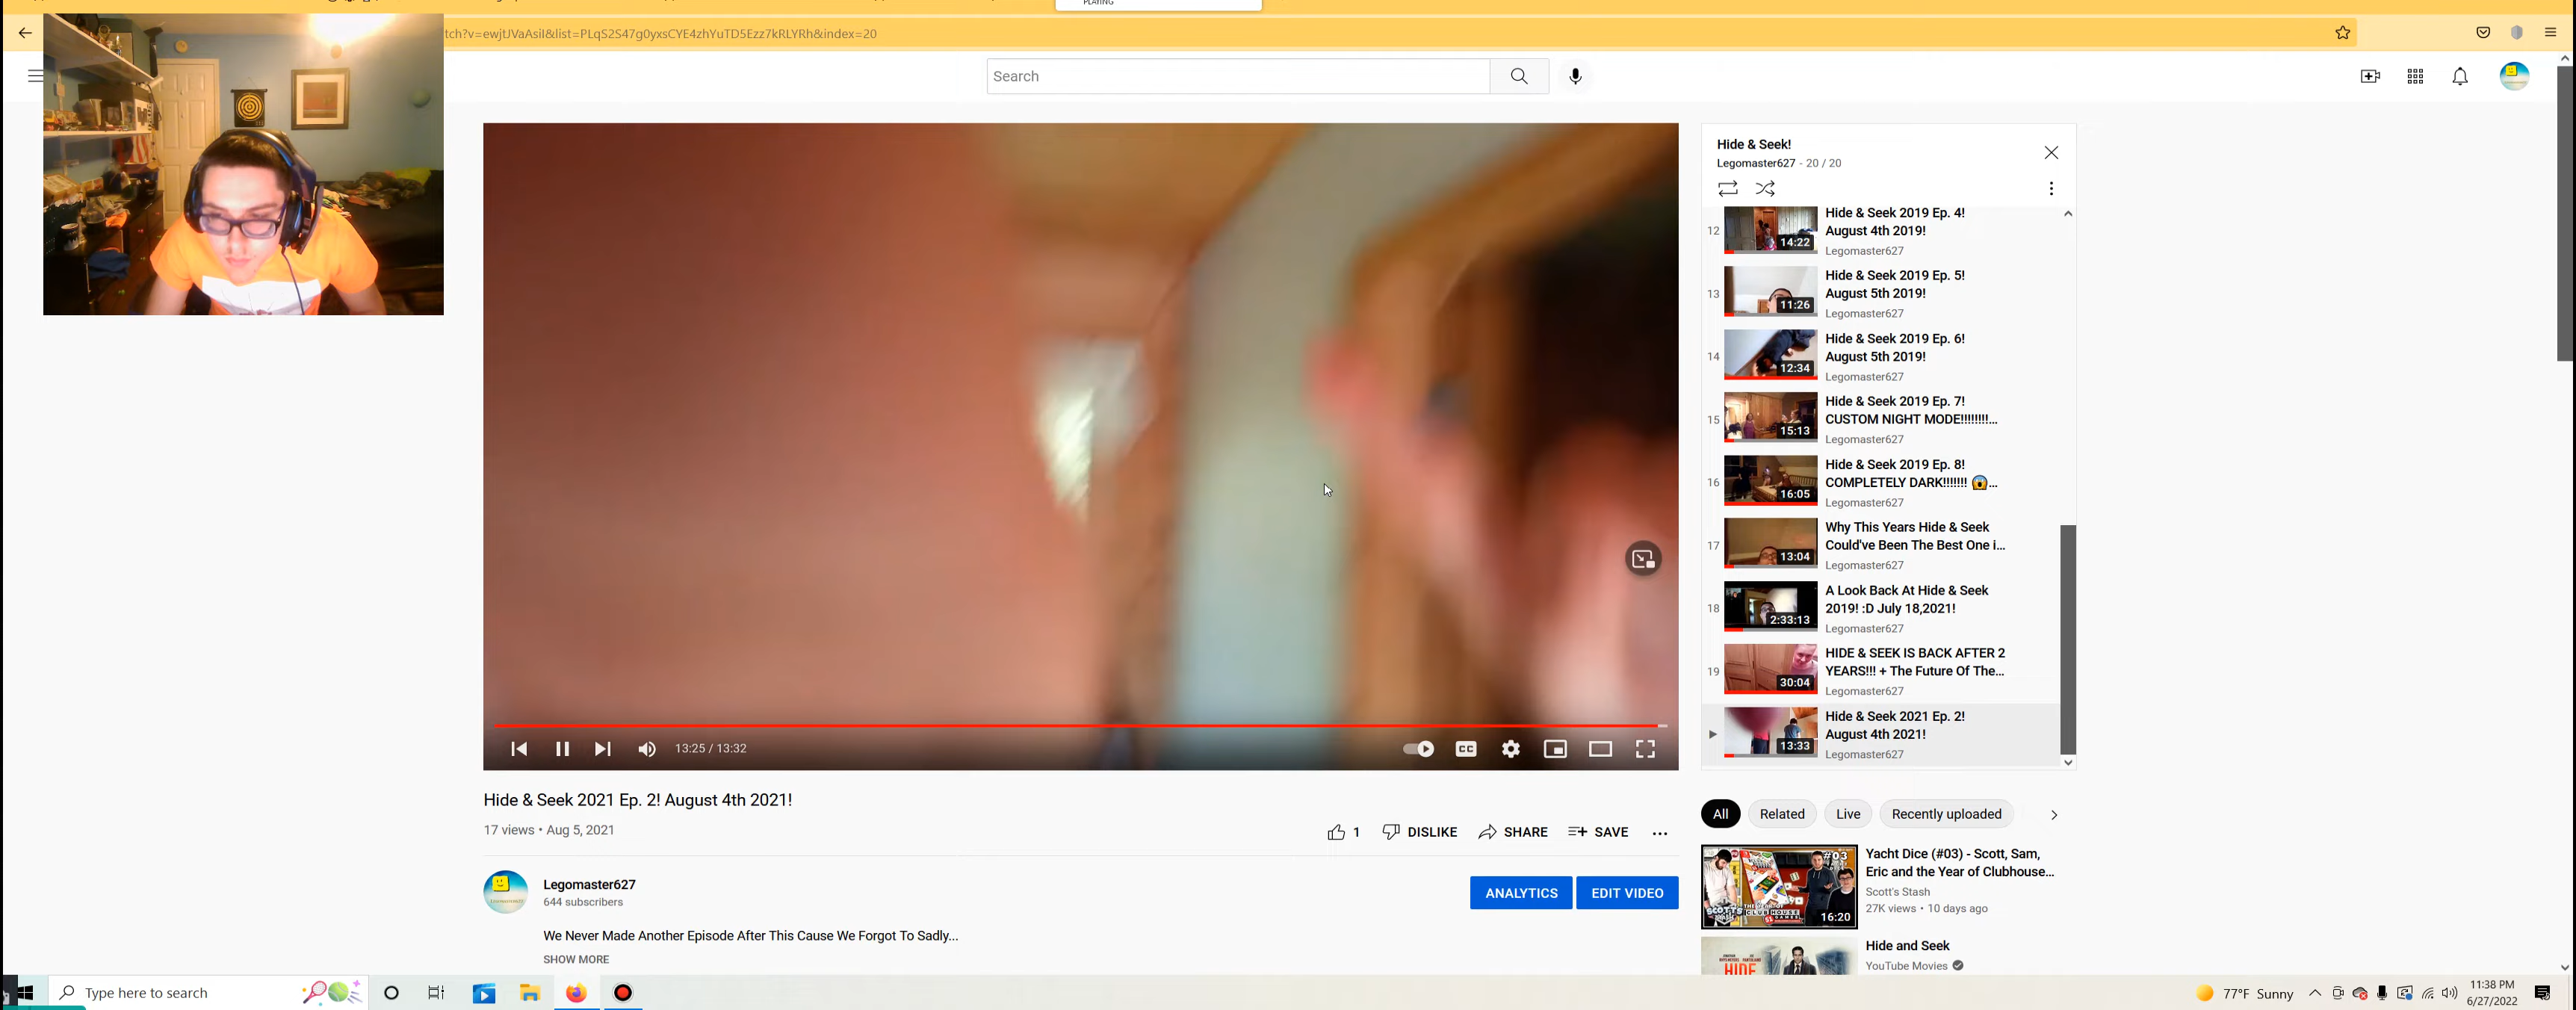 PLAYING
tch?v=ewjtJVaAsiI&list=PLqS2S47g0yxsCYE4zhYuTD5Ezz7kRLYRh&index=20
Search
13:25 / 13:32
CC
Hide & Seek 2021 Ep. 2! August 4th 2021!
17 views • Aug 5, 2021
1
DISLIKE
SHARE
SAVE
Legomaster627
644 subscribers
ANALYTICS
EDIT VIDEO
We Never Made Another Episode After This Cause We Forgot To Sadly...
SHOW MORE
Hide & Seek!
Legomaster627 - 20 / 20
12
14:22
Hide & Seek 2019 Ep. 4!
August 4th 2019!
Legomaster627
13
11:26
Hide & Seek 2019 Ep. 5!
August 5th 2019!
Legomaster627
14
12:34
Hide & Seek 2019 Ep. 6!
August 5th 2019!
Legomaster627
15
15:13
Hide & Seek 2019 Ep. 7!
CUSTOM NIGHT MODE!!!!!!!!...
Legomaster627
16
16:05
Hide & Seek 2019 Ep. 8!
COMPLETELY DARK!!!!!!! 😱...
Legomaster627
17
13:04
Why This Years Hide & Seek
Could've Been The Best One i...
Legomaster627
18
2:33:13
A Look Back At Hide & Seek
2019! :D July 18,2021!
Legomaster627
19
30:04
HIDE & SEEK IS BACK AFTER 2
YEARS!!! + The Future Of The...
Legomaster627
13:33
Hide & Seek 2021 Ep. 2!
August 4th 2021!
Legomaster627
All
Related
Live
Recently uploaded
#03
16:20
Yacht Dice (#03) - Scott, Sam,
Eric and the Year of Clubhouse...
Scott's Stash
27K views • 10 days ago
HIDE
Hide and Seek
YouTube Movies
Type here to search
77°F Sunny
11:38 PM
6/27/2022